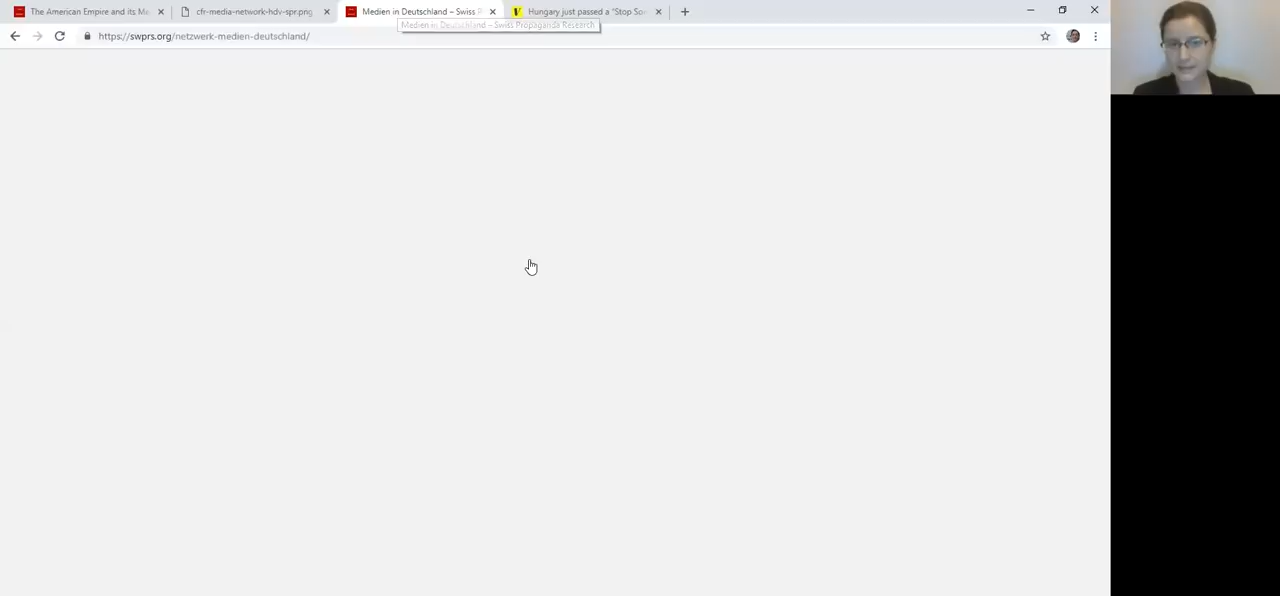 The American Empire and its Me
cfr-media-network-hdv-spr.png
Medien in Deutschland – Swiss P
Hungary just passed a "Stop So
Medien in Deutschland – Swiss Propaganda Research
https://swprs.org/netzwerk-medien-deutschland/